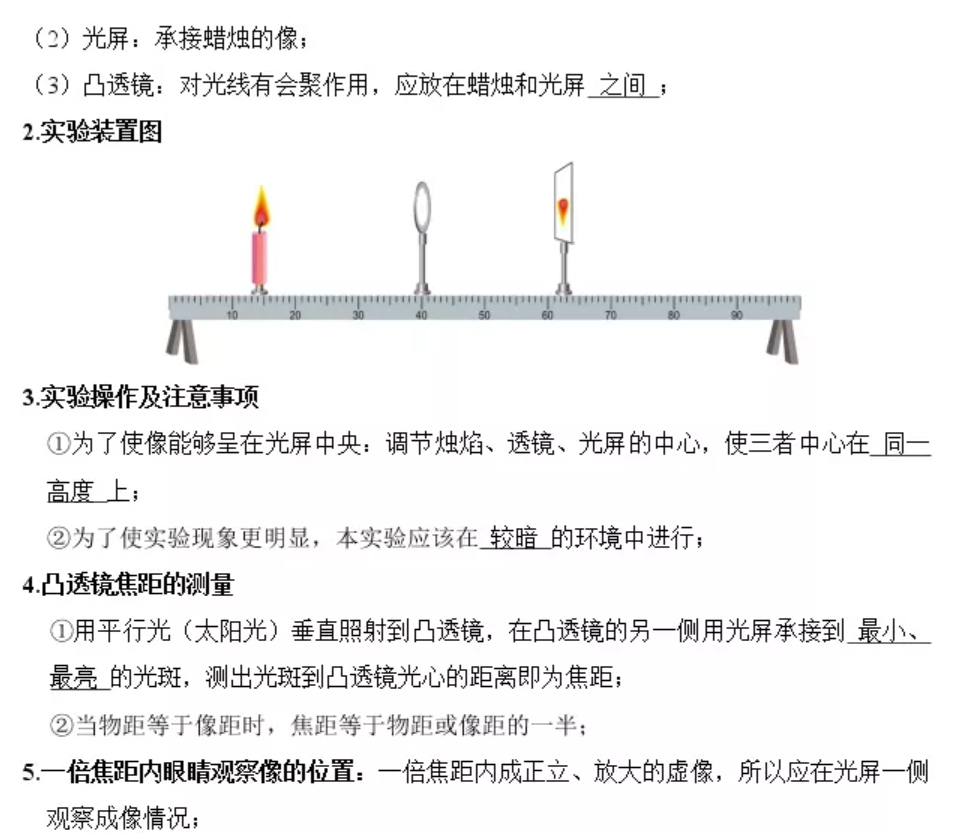 （2）光屏：承接蜡烛的像；
（3）凸透镜：对光线有会聚作用，应放在蜡烛和光屏 之间 ；
2.实验装置图
10 20 30 40 50 60 70 80 90
3.实验操作及注意事项
①为了使像能够呈在光屏中央：调节烛焰、透镜、光屏的中心，使三者中心在 同一
高度 上；
②为了使实验现象更明显，本实验应该在 较暗 的环境中进行；
4.凸透镜焦距的测量
①用平行光（太阳光）垂直照射到凸透镜，在凸透镜的另一侧用光屏承接到 最小、
最亮 的光斑，测出光斑到凸透镜光心的距离即为焦距；
②当物距等于像距时，焦距等于物距或像距的一半；
5.一倍焦距内眼睛观察像的位置：一倍焦距内成正立、放大的虚像，所以应在光屏一侧
观察成像情况；